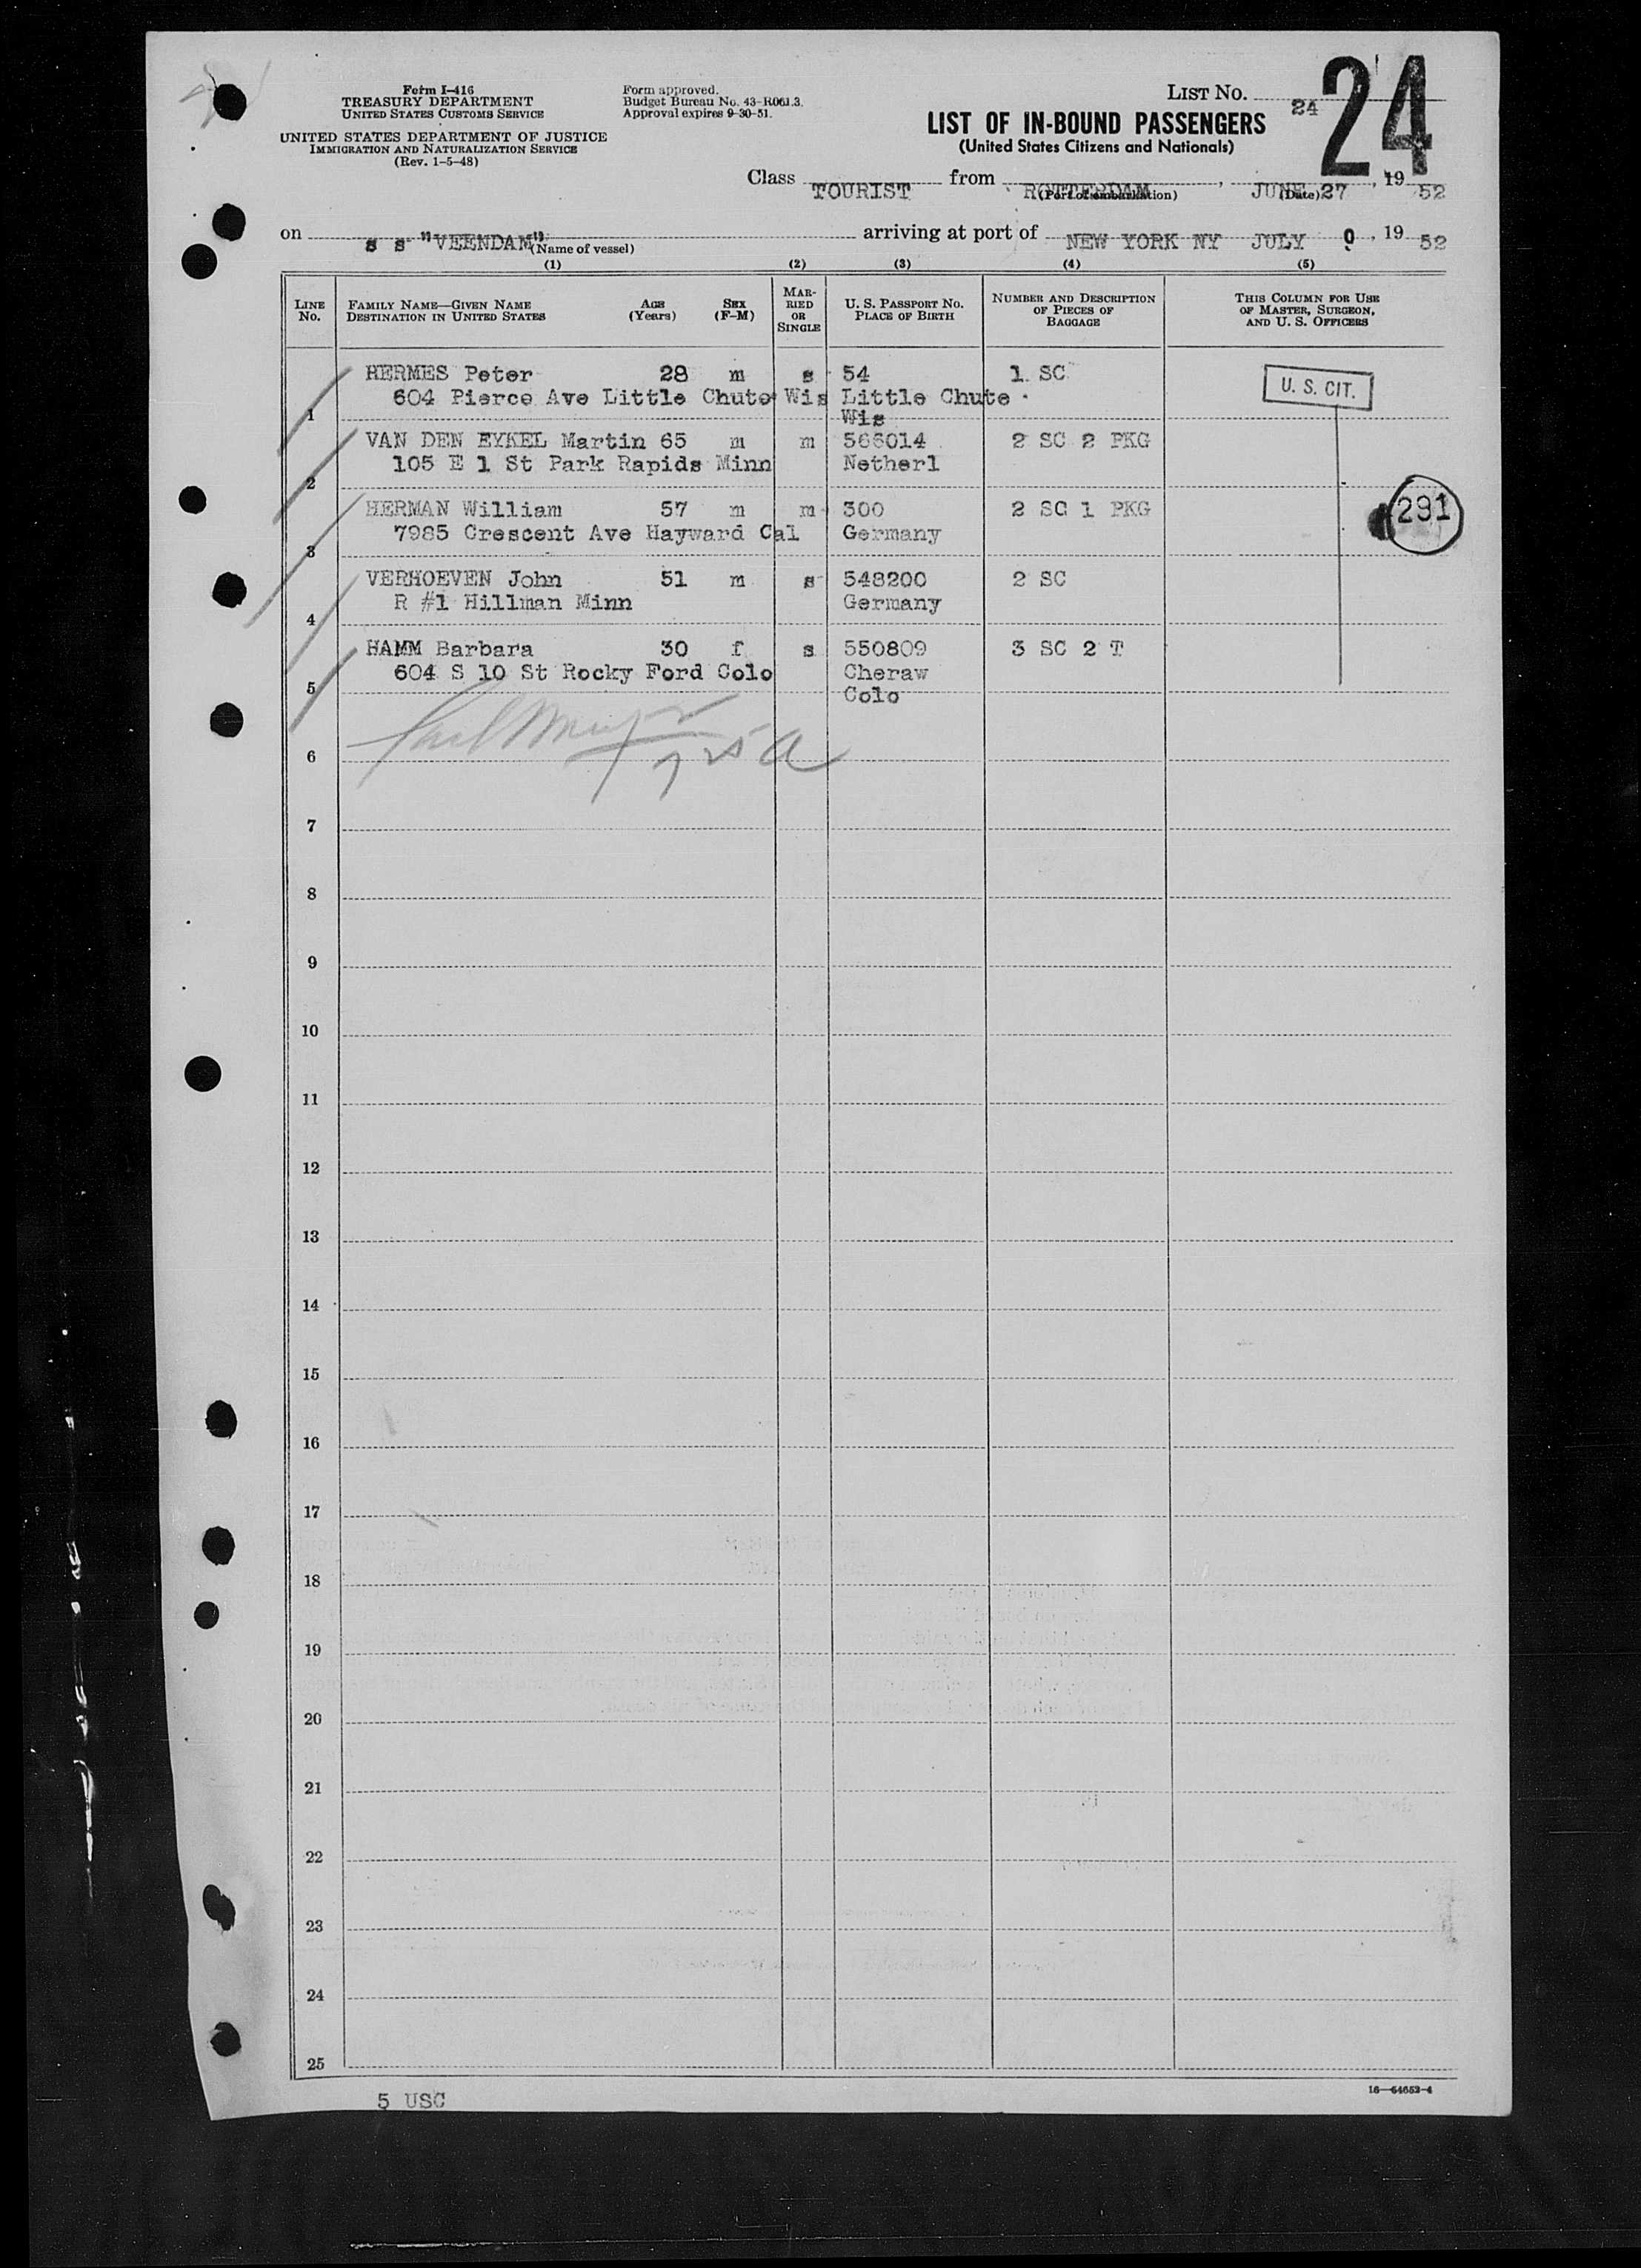 Form I-416
TREASURY DEPARTMENT
UNITED STATES CUSTOMS SERVICE
UNITED STATES DEPARTMENT OF JUSTICE
IMMIGRATION AND NATURALIZATION SERVICE
(Rev. 1-5-48)
Form approved.
Budget Bureau No. 43-R061.3.
Approval expires 9-30-51.
LIST NO. 24
24
LIST OF IN-BOUND PASSENGERS
(United States Citizens and Nationals)
Class TOURIST from ROTTERDAM, JUNE 27, 19 52
(Port of embarkation) (Date)
on s s "VEENDAM" arriving at port of NEW YORK NY JULY , 19 52
(Name of vessel)
(1) (2) (3) (4) (5)
LINE NO. FAMILY NAME—GIVEN NAME DESTINATION IN UNITED STATES AGE (Years) SEX (F-M) MARRIED OR SINGLE U. S. PASSPORT NO. PLACE OF BIRTH NUMBER AND DESCRIPTION OF PIECES OF BAGGAGE THIS COLUMN FOR USE OF MASTER, SURGEON, AND U. S. OFFICERS
HERMES Peter 28 m s 54 1 SC U. S. CIT.
604 Pierce Ave Little Chute Wis Little Chute
1 Wis
VAN DEN EYKEL Martin 65 m m 566014 2 SC 2 PKG
105 E 1 St Park Rapids Minn Netherl
2
HERMAN William 57 m m 300 2 SC 1 PKG 291
7985 Crescent Ave Hayward Cal Germany
3
VERHOEVEN John 51 m s 548200 2 SC
R #1 Hillman Minn Germany
4
HAMM Barbara 30 f s 550809 3 SC 2 T
604 S 10 St Rocky Ford Colo Cheraw
5 Colo
6
7
8
9
10
11
12
13
14
15
16
17
18
19
20
21
22
23
24
25
5 USC
16—64652-4